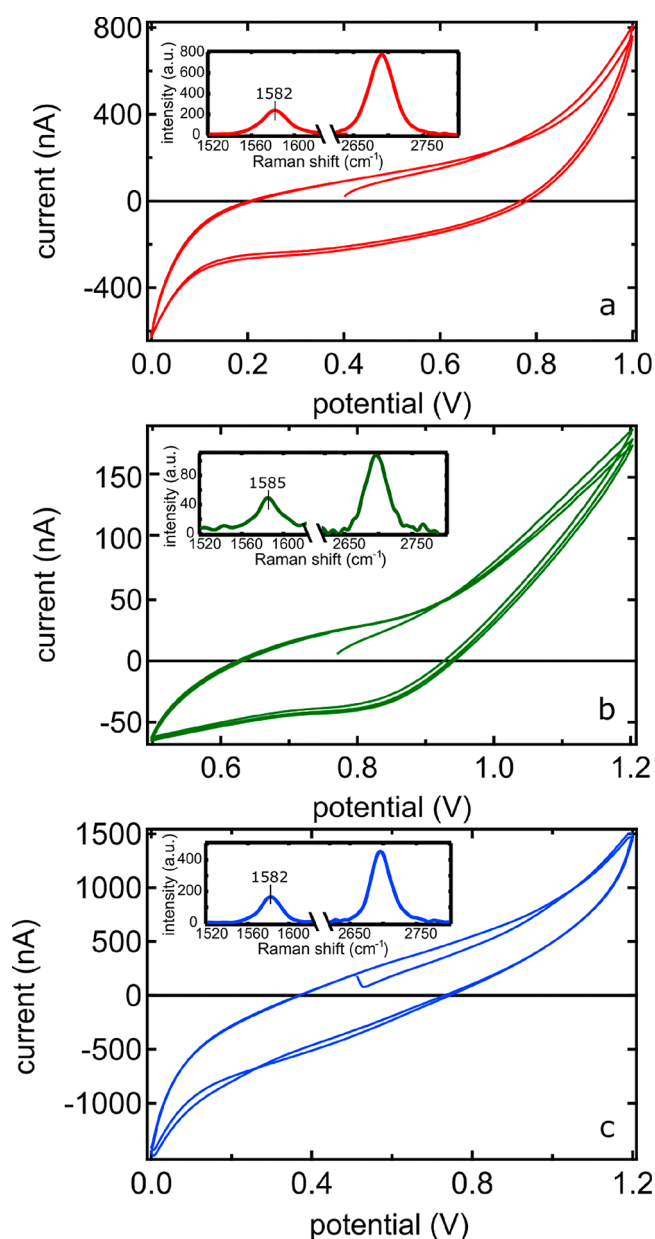 800
400
0
-400
current (nA)
800
600
400
200
0
intensity (a.u.)
1582
1520 1560 1600 2650 2750
Raman shift (cm-1)
a
0.0 0.2 0.4 0.6 0.8 1.0
potential (V)
150
100
50
0
-50
current (nA)
80
40
0
intensity (a.u.)
1585
1520 1560 1600 2650 2750
Raman shift (cm-1)
b
0.6 0.8 1.0 1.2
potential (V)
1500
1000
500
0
-500
-1000
current (nA)
400
200
0
intensity (a.u.)
1582
1520 1560 1600 2650 2750
Raman shift (cm-1)
c
0.0 0.4 0.8 1.2
potential (V)